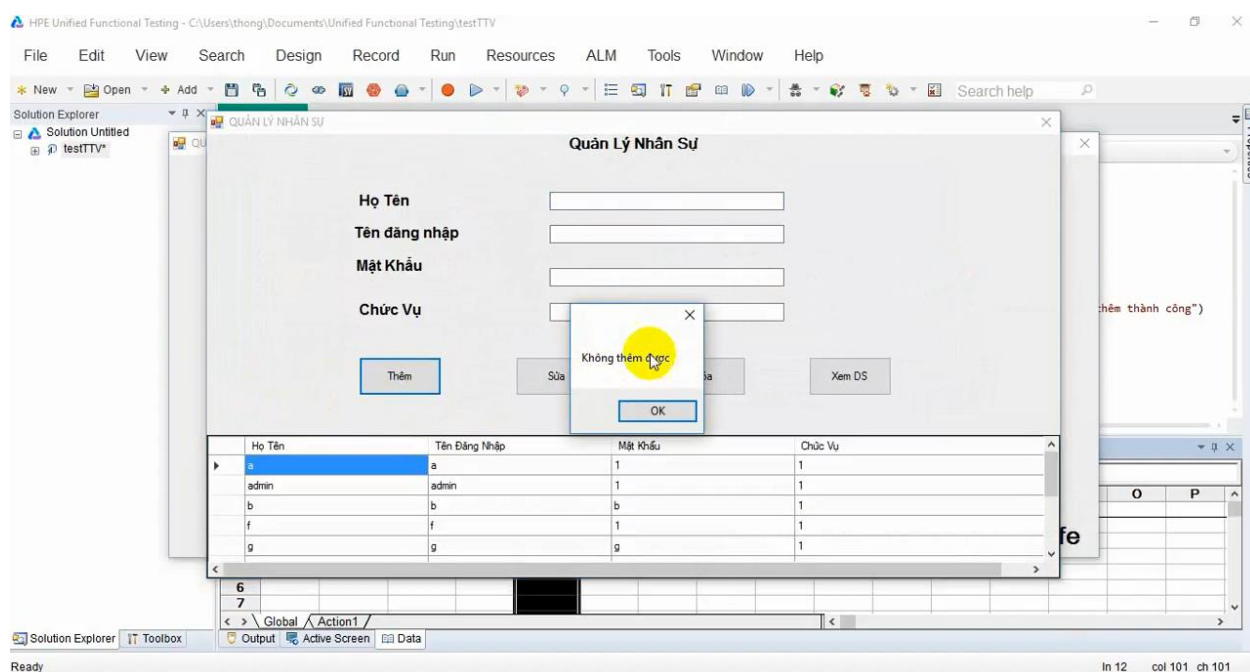 HPE Unified Functional Testing - C:\Users\thong\Documents\Unified Functional Testing\testTTV
File Edit View Search Design Record Run Resources ALM Tools Window Help
New Open Add Search help
Solution Explorer
Solution Untitled
testTTV*
QU
QUẢN LÝ NHÂN SỰ
Quản Lý Nhân Sự
Họ Tên
Tên đăng nhập
Mật Khẩu
Chức Vụ
thêm thành công")
Không thêm được
OK
Thêm Sửa óa Xem DS
Họ Tên Tên Đăng Nhập Mật Khẩu Chức Vụ
a a 1 1
admin admin 1 1
b b b 1
f f 1 1
g g g 1
O P
fe
6
7
Global Action1
Solution Explorer Toolbox Output Active Screen Data
Ready ln 12 col 101 ch 101